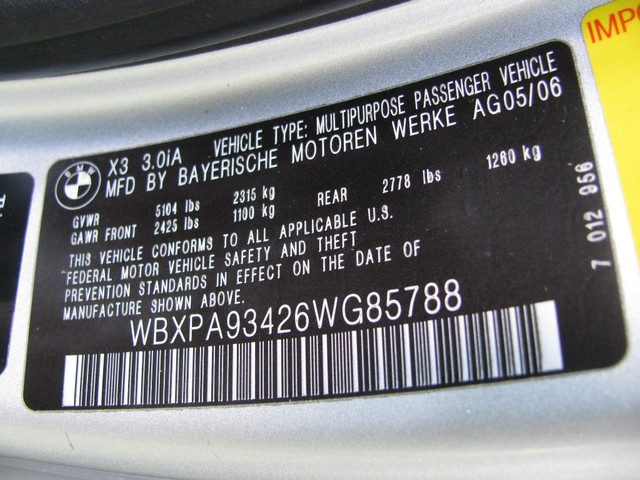 BMW
X3 3.0iA VEHICLE TYPE: MULTIPURPOSE PASSENGER VEHICLE
MFD BY BAYERISCHE MOTOREN WERKE AG05/06
GVWR 5104 lbs 2315 kg
GAWR FRONT 2425 lbs 1100 kg REAR 2778 lbs 1260 kg
THIS VEHICLE CONFORMS TO ALL APPLICABLE U.S.
FEDERAL MOTOR VEHICLE SAFETY AND THEFT
PREVENTION STANDARDS IN EFFECT ON THE DATE OF
MANUFACTURE SHOWN ABOVE.
WBXPA93426WG85788
7 012 956
IMPO